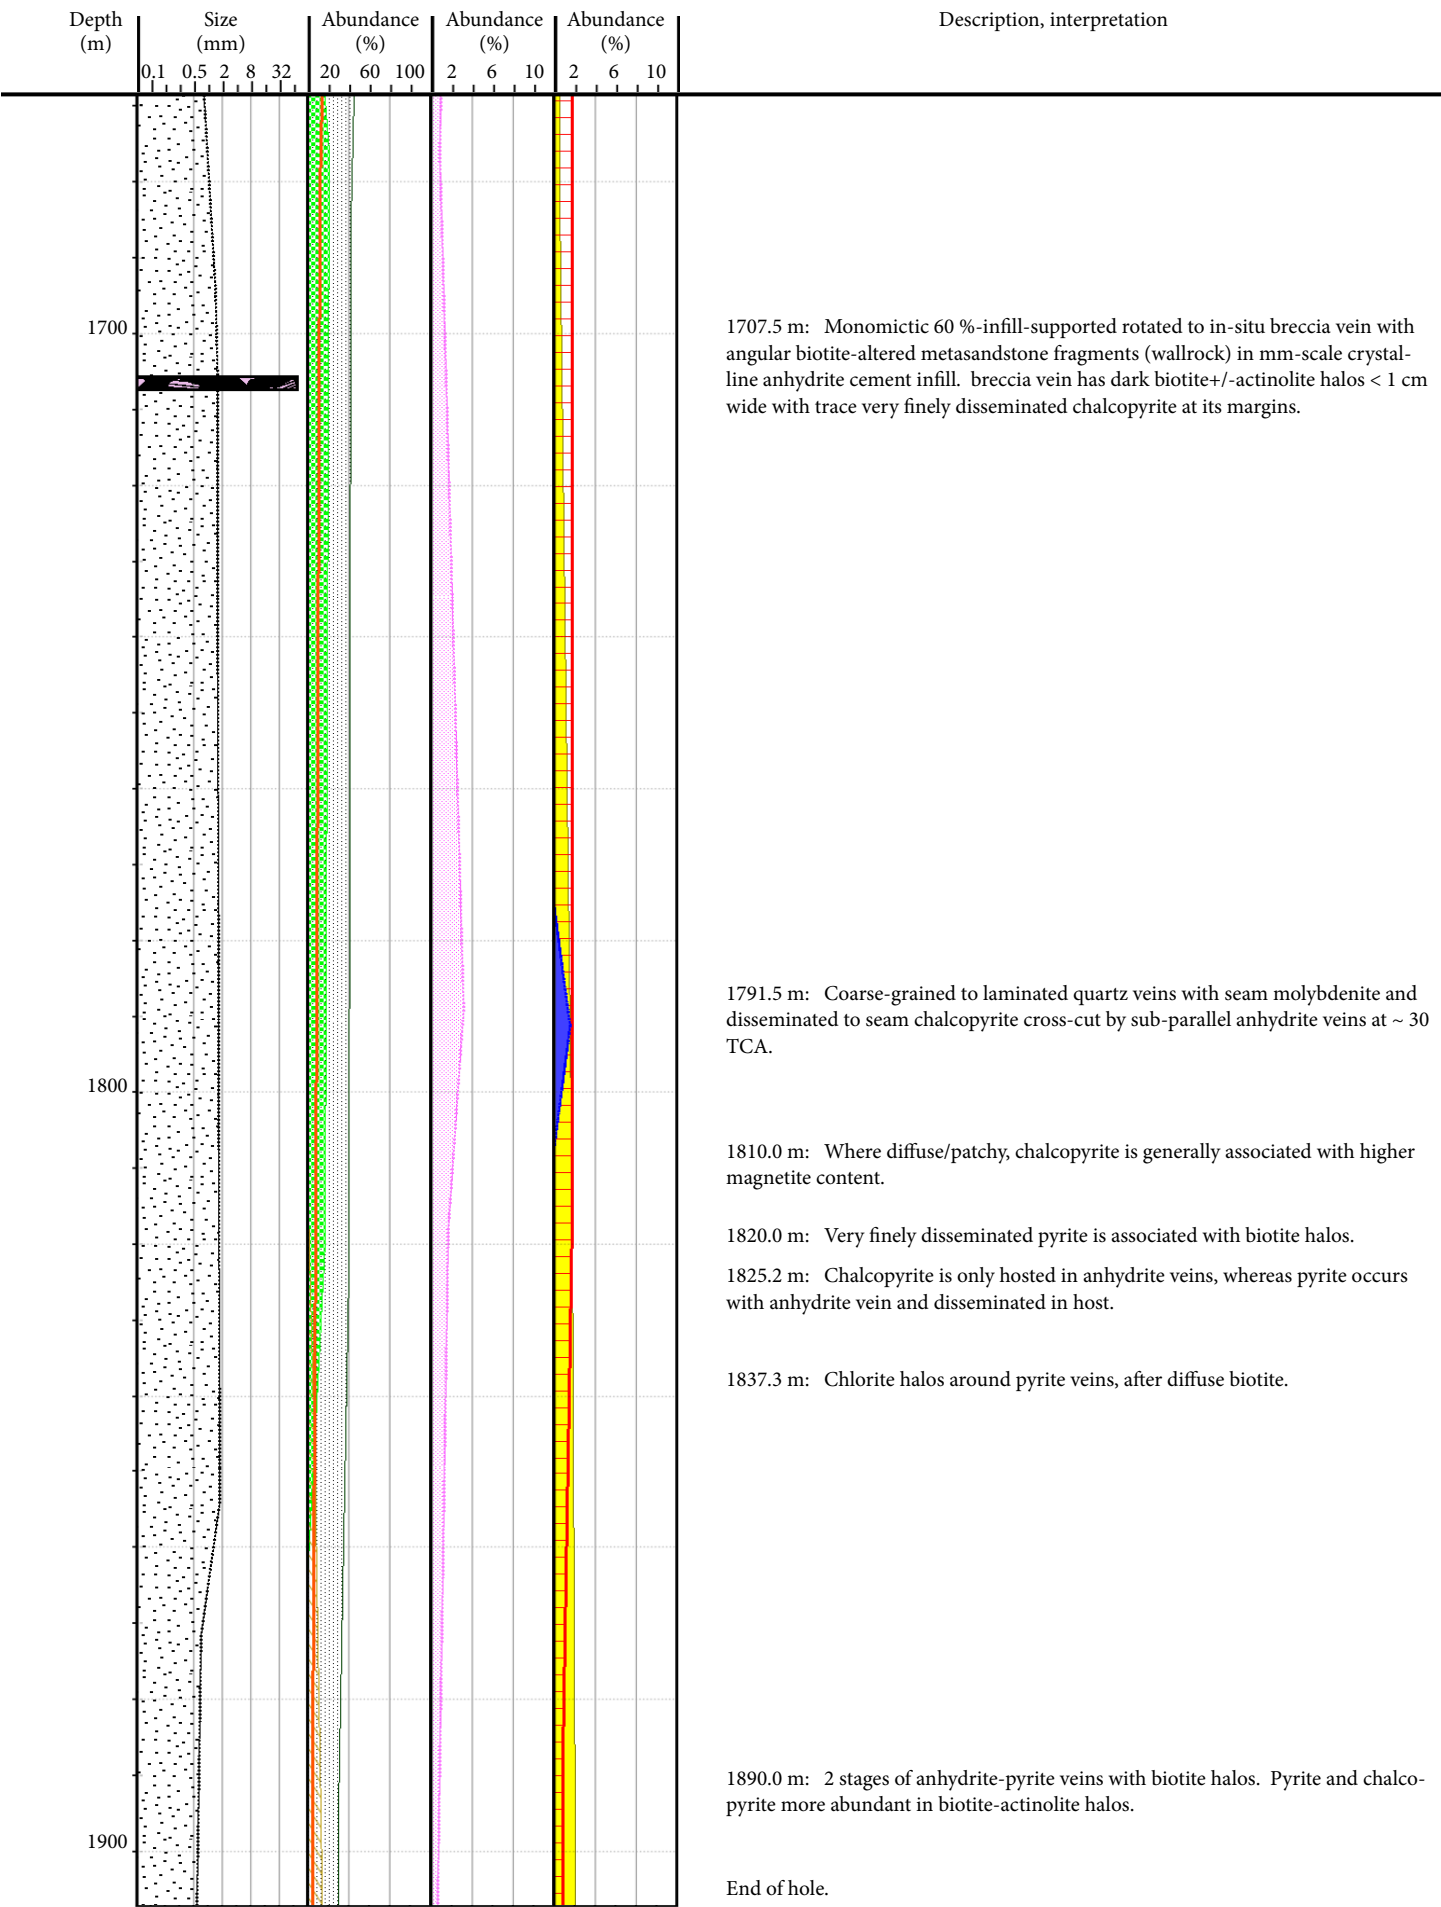 Depth
(m)
Size
(mm)
Abundance
(%)
Abundance
(%)
Abundance
(%)
Description, interpretation
0.1 0.5 2 8 32
20 60 100
2 6 10
2 6 10
1700
1707.5 m: Monomictic 60 %-infill-supported rotated to in-situ breccia vein with
angular biotite-altered metasandstone fragments (wallrock) in mm-scale crystal-
line anhydrite cement infill. breccia vein has dark biotite+/-actinolite halos < 1 cm
wide with trace very finely disseminated chalcopyrite at its margins.
1791.5 m: Coarse-grained to laminated quartz veins with seam molybdenite and
disseminated to seam chalcopyrite cross-cut by sub-parallel anhydrite veins at ~ 30
TCA.
1800
1810.0 m: Where diffuse/patchy, chalcopyrite is generally associated with higher
magnetite content.
1820.0 m: Very finely disseminated pyrite is associated with biotite halos.
1825.2 m: Chalcopyrite is only hosted in anhydrite veins, whereas pyrite occurs
with anhydrite vein and disseminated in host.
1837.3 m: Chlorite halos around pyrite veins, after diffuse biotite.
1890.0 m: 2 stages of anhydrite-pyrite veins with biotite halos. Pyrite and chalco-
pyrite more abundant in biotite-actinolite halos.
1900
End of hole.